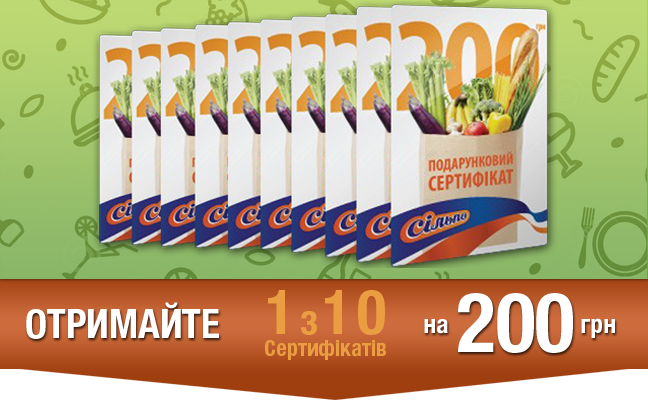 200 грн
ПОДАРУНКОВИЙ
СЕРТИФІКАТ
Сільпо
ОТРИМАЙТЕ
1 з 10
Сертифікатів
на 200 грн